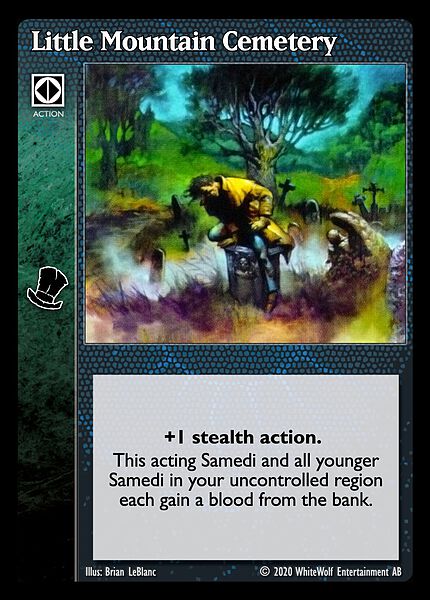 Little Mountain Cemetery
ACTION
+1 stealth action.
This acting Samedi and all younger
Samedi in your uncontrolled region
each gain a blood from the bank.
Illus: Brian LeBlanc © 2020 WhiteWolf Entertainment AB